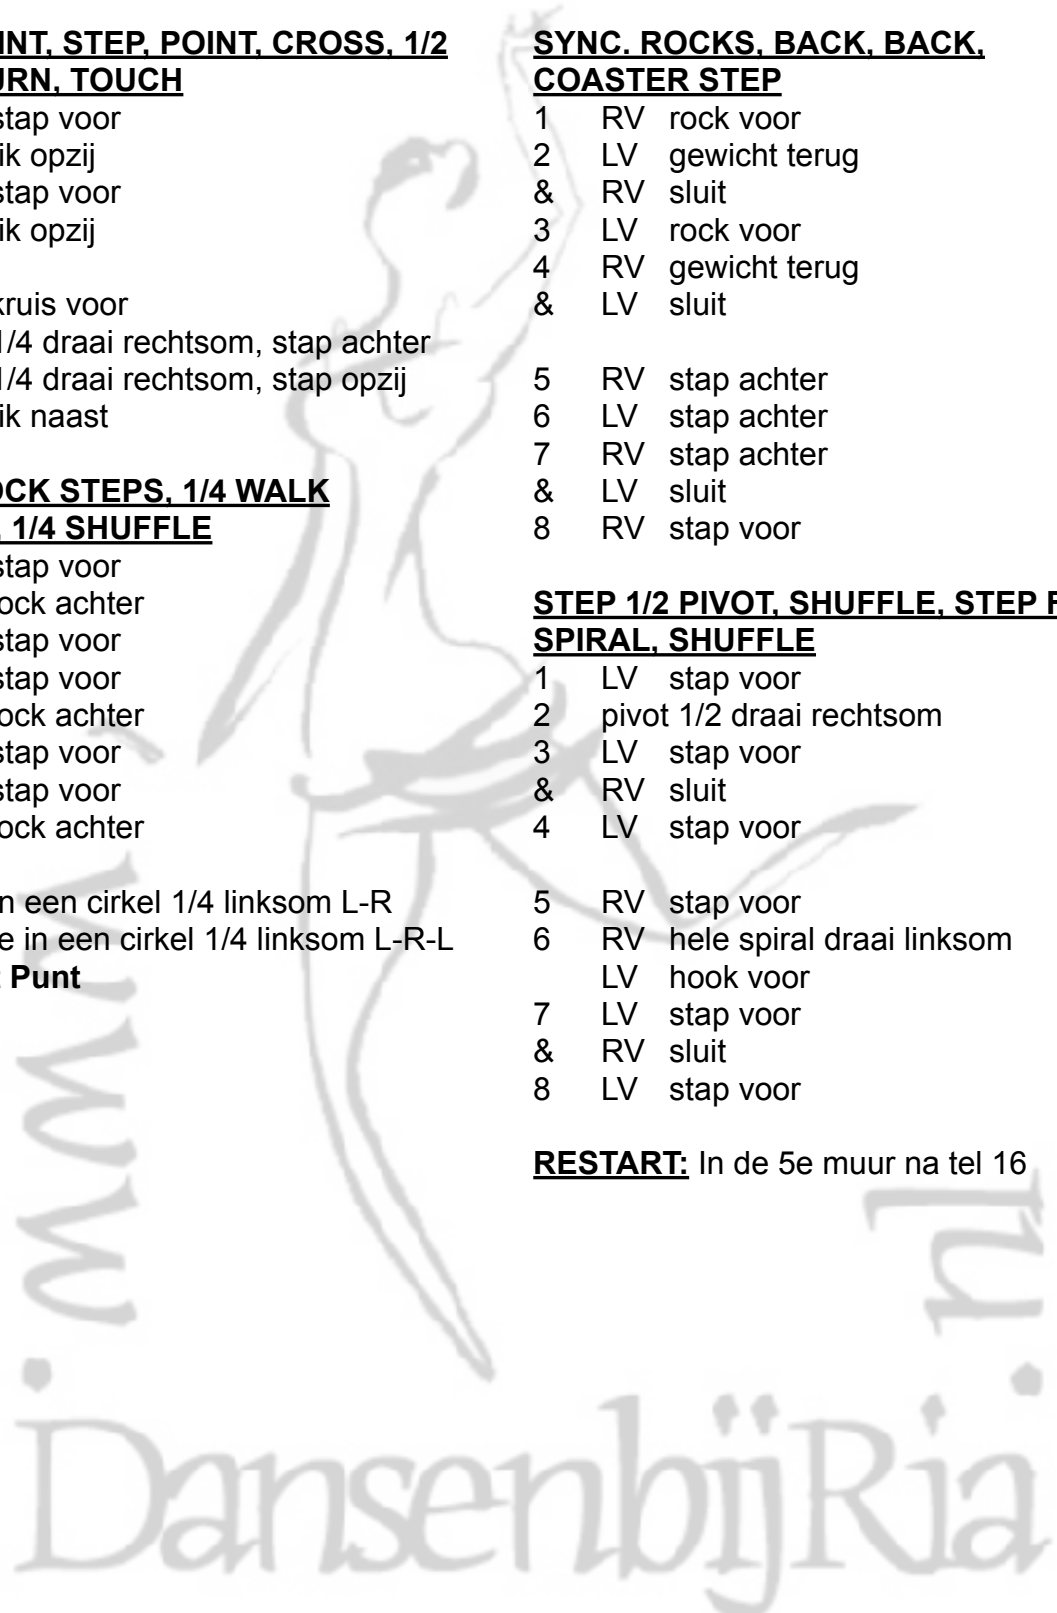 INT, STEP, POINT, CROSS, 1/2
URN, TOUCH
stap voor
ik opzij
stap voor
ik opzij
kruis voor
1/4 draai rechtsom, stap achter
1/4 draai rechtsom, stap opzij
ik naast
OCK STEPS, 1/4 WALK
, 1/4 SHUFFLE
stap voor
ock achter
stap voor
stap voor
ock achter
stap voor
stap voor
ock achter
n een cirkel 1/4 linksom L-R
e in een cirkel 1/4 linksom L-R-L
t Punt
SYNC. ROCKS, BACK, BACK,
COASTER STEP
1 RV rock voor
2 LV gewicht terug
& RV sluit
3 LV rock voor
4 RV gewicht terug
& LV sluit
5 RV stap achter
6 LV stap achter
7 RV stap achter
& LV sluit
8 RV stap voor
STEP 1/2 PIVOT, SHUFFLE, STEP F
SPIRAL, SHUFFLE
1 LV stap voor
2 pivot 1/2 draai rechtsom
3 LV stap voor
& RV sluit
4 LV stap voor
5 RV stap voor
6 RV hele spiral draai linksom
LV hook voor
7 LV stap voor
& RV sluit
8 LV stap voor
RESTART: In de 5e muur na tel 16
www.
DansenbijRia
.nl